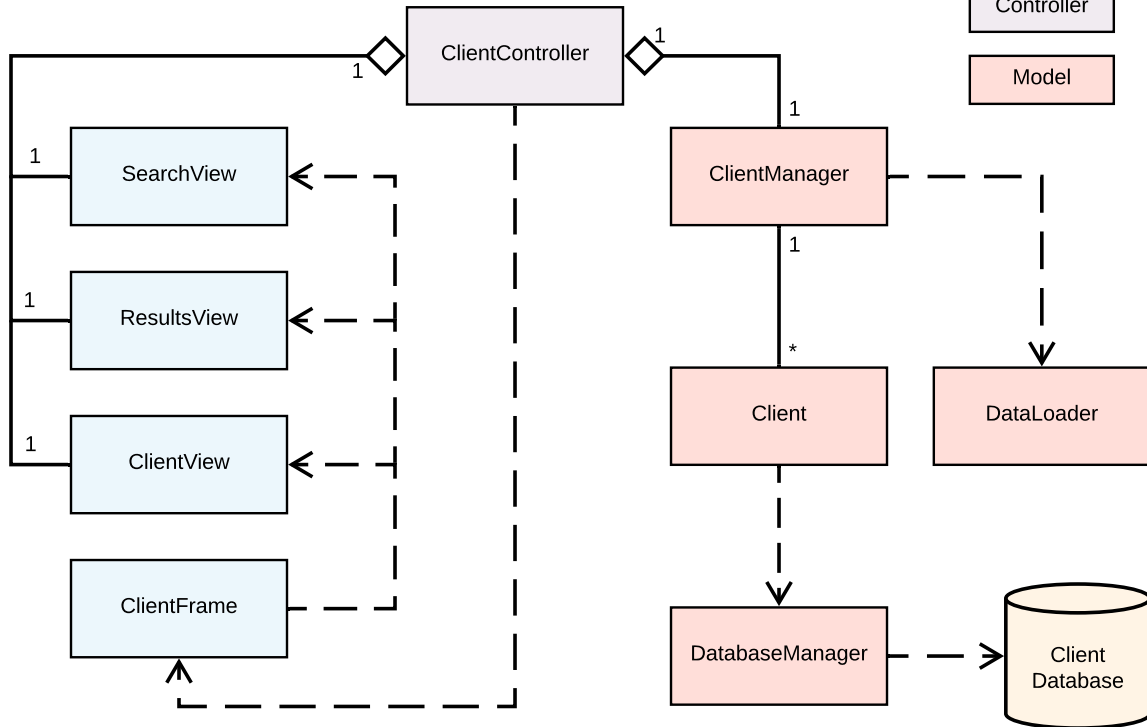 Controller
ClientController
1
1
Model
1
1
SearchView
ClientManager
1
1
ResultsView
*
Client
DataLoader
1
ClientView
ClientFrame
DatabaseManager
Client
Database